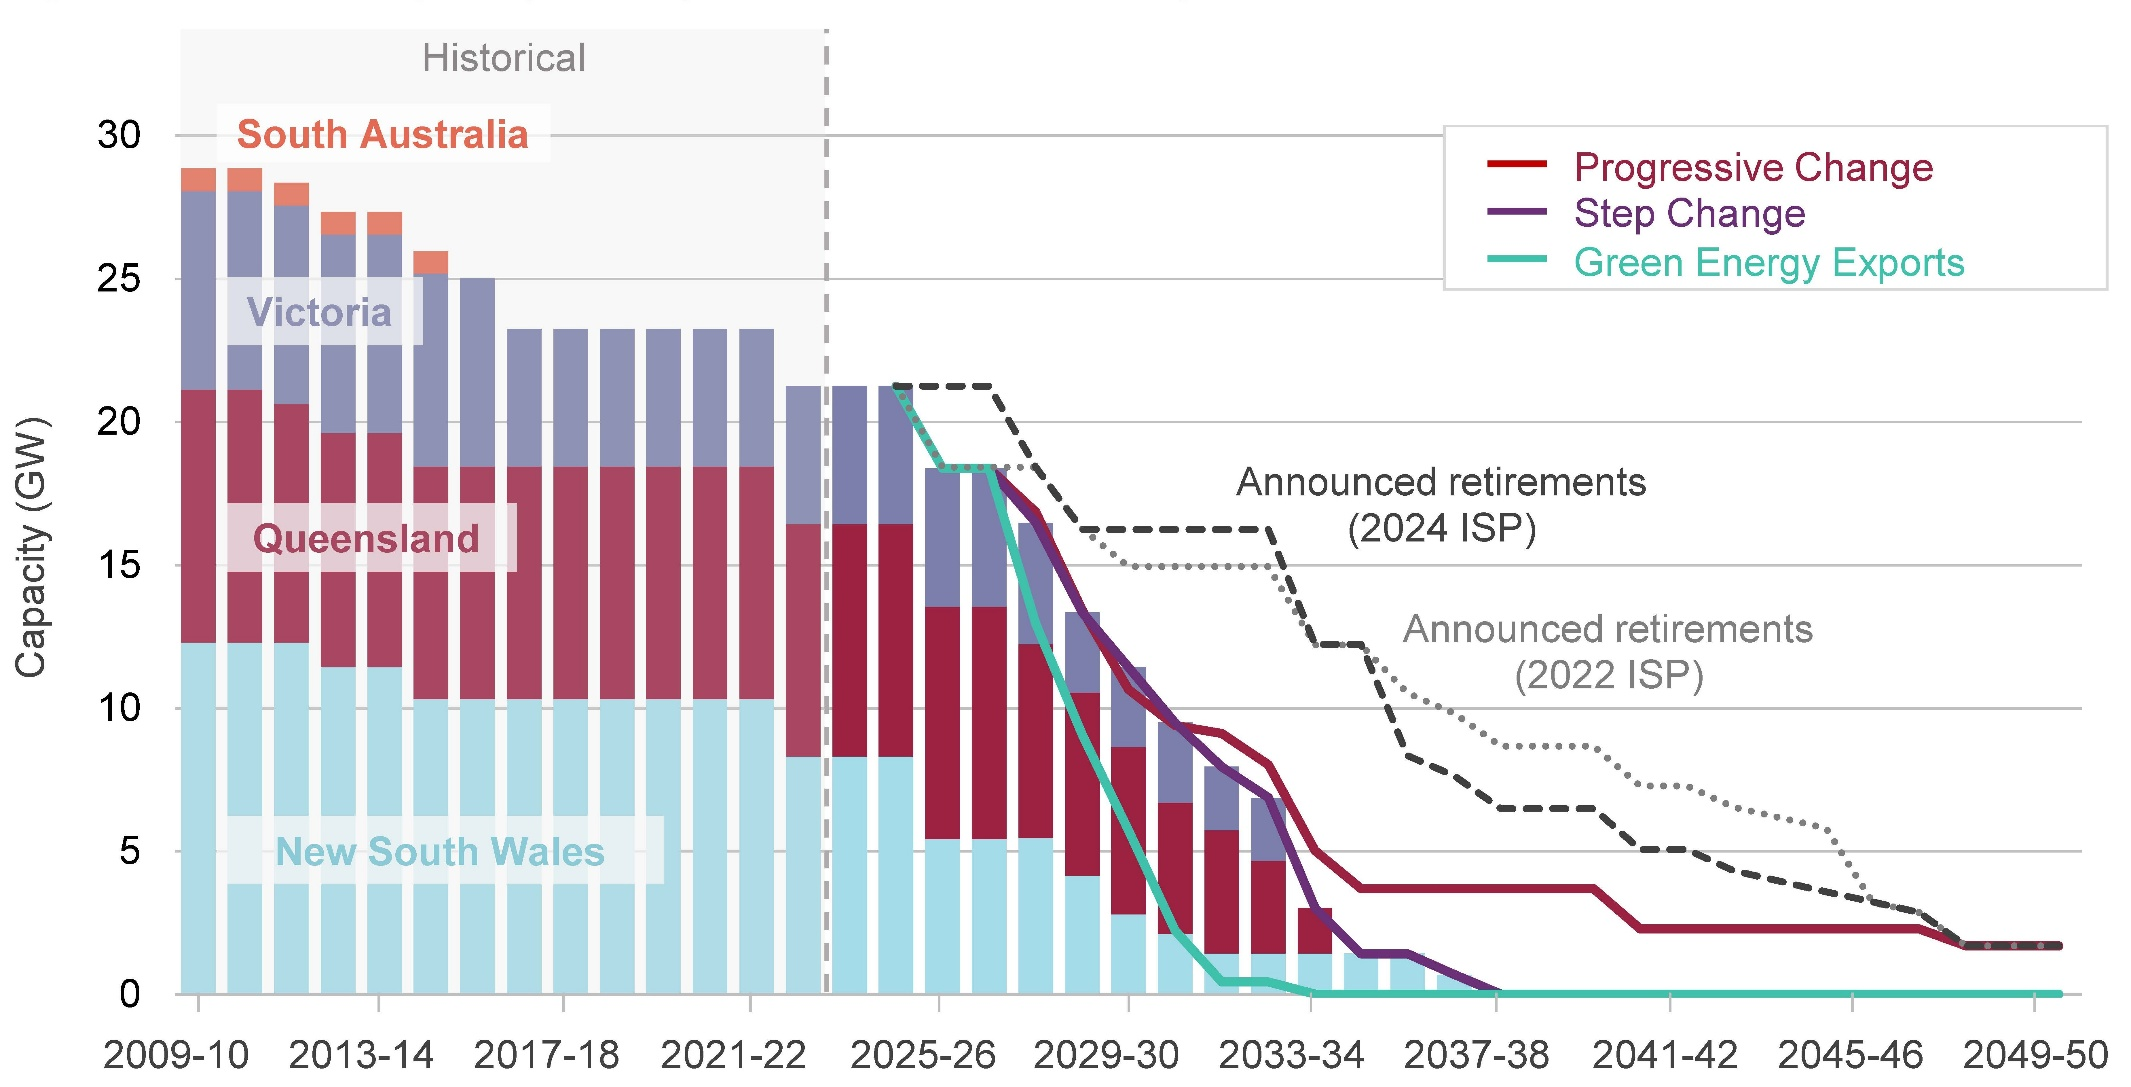 Historical
South Australia
Victoria
Queensland
New South Wales
Progressive Change
Step Change
Green Energy Exports
Announced retirements
(2024 ISP)
Announced retirements
(2022 ISP)
Capacity (GW)
30
25
20
15
10
5
0
2009-10
2013-14
2017-18
2021-22
2025-26
2029-30
2033-34
2037-38
2041-42
2045-46
2049-50